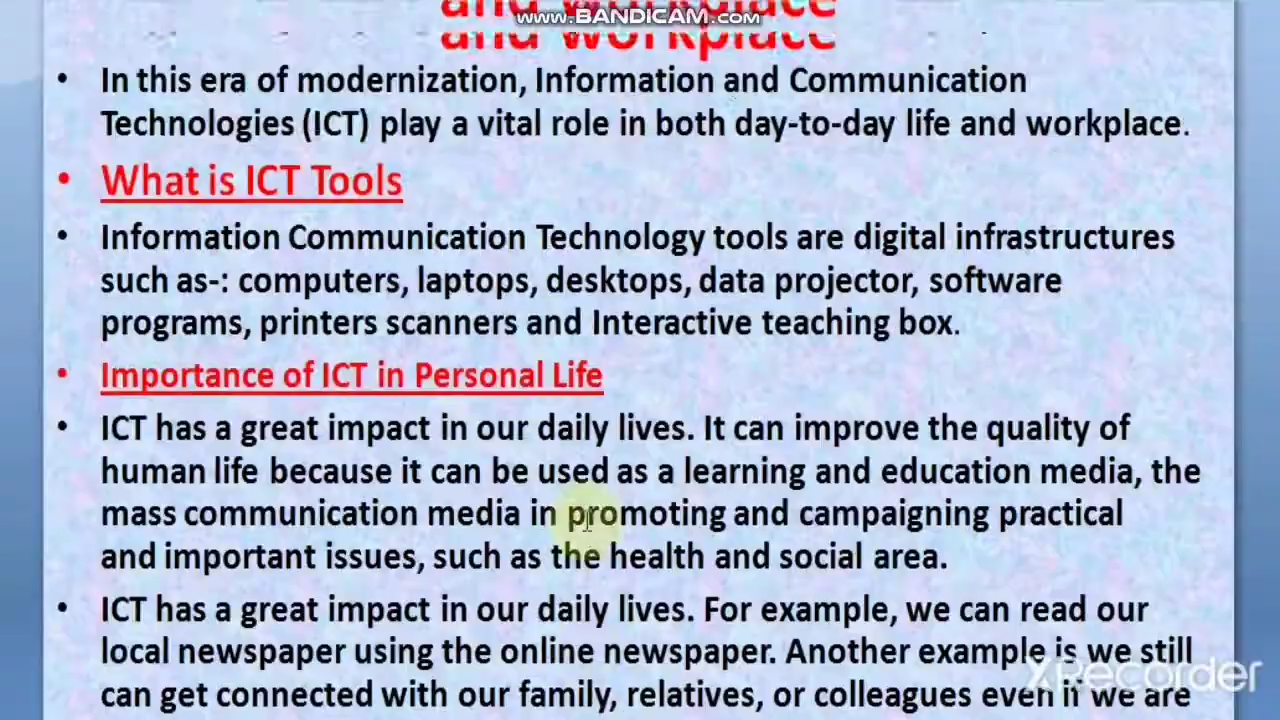 and workplace
www.BANDICAM.com
and workplace
• In this era of modernization, Information and Communication
Technologies (ICT) play a vital role in both day-to-day life and workplace.
• What is ICT Tools
• Information Communication Technology tools are digital infrastructures
such as-: computers, laptops, desktops, data projector, software
programs, printers scanners and Interactive teaching box.
• Importance of ICT in Personal Life
• ICT has a great impact in our daily lives. It can improve the quality of
human life because it can be used as a learning and education media, the
mass communication media in promoting and campaigning practical
and important issues, such as the health and social area.
• ICT has a great impact in our daily lives. For example, we can read our
local newspaper using the online newspaper. Another example is we still
can get connected with our family, relatives, or colleagues even if we are
XRecorder